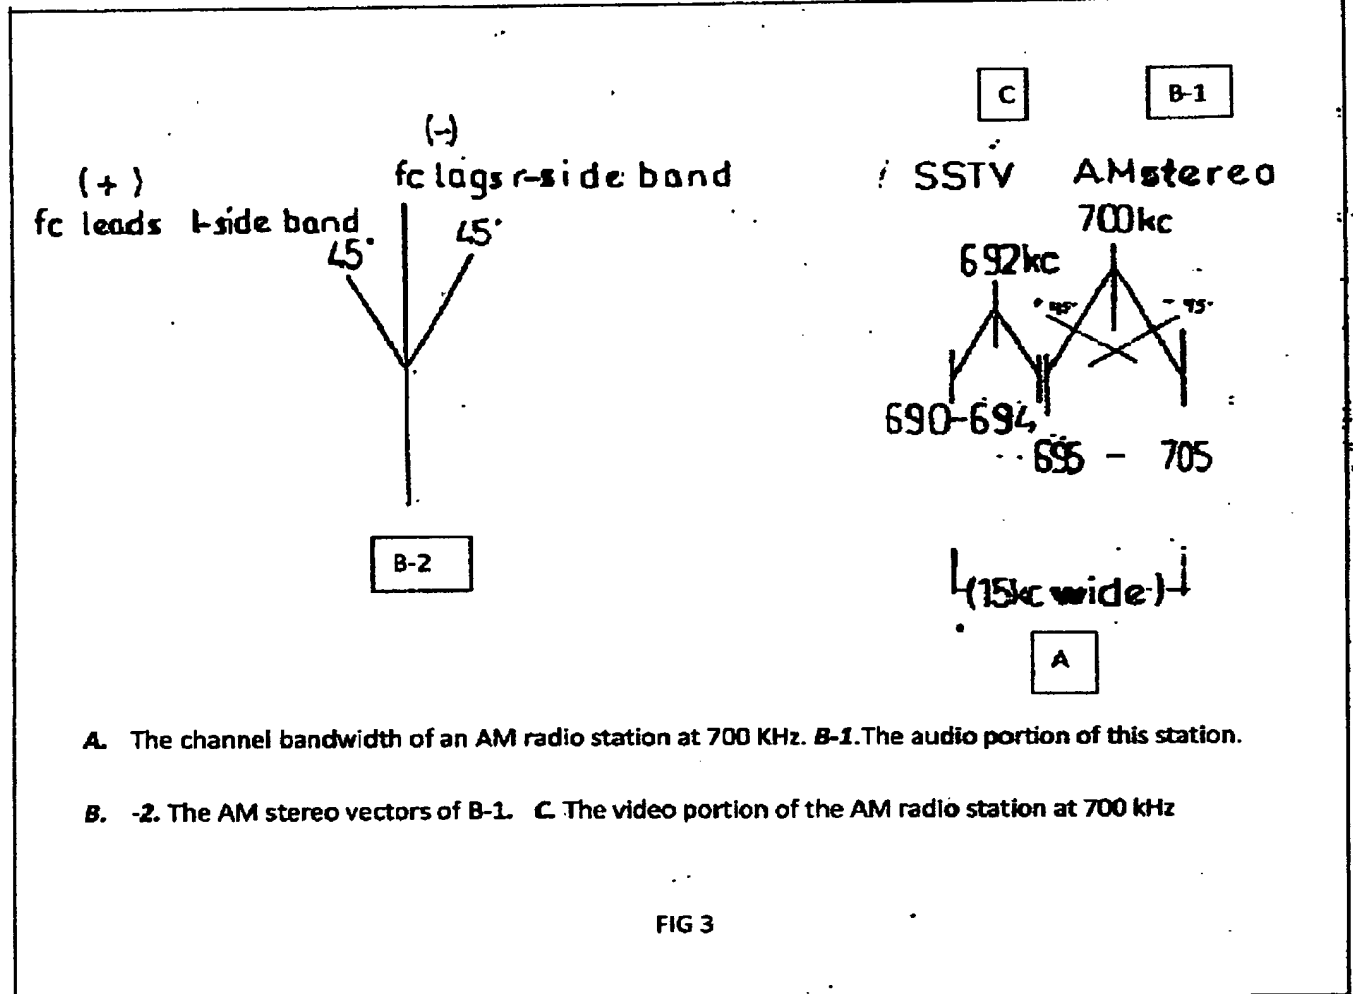 C
B-1
(-)
fc lags r-side band
(+)
fc leads l-side band
45°
45°
SSTV
AMstereo
700kc
692kc
+45°
-45°
690-694
695 - 705
B-2
(15kc wide)
A
A. The channel bandwidth of an AM radio station at 700 KHz. B-1.The audio portion of this station.
B. -2. The AM stereo vectors of B-1. C. The video portion of the AM radio station at 700 kHz
FIG 3